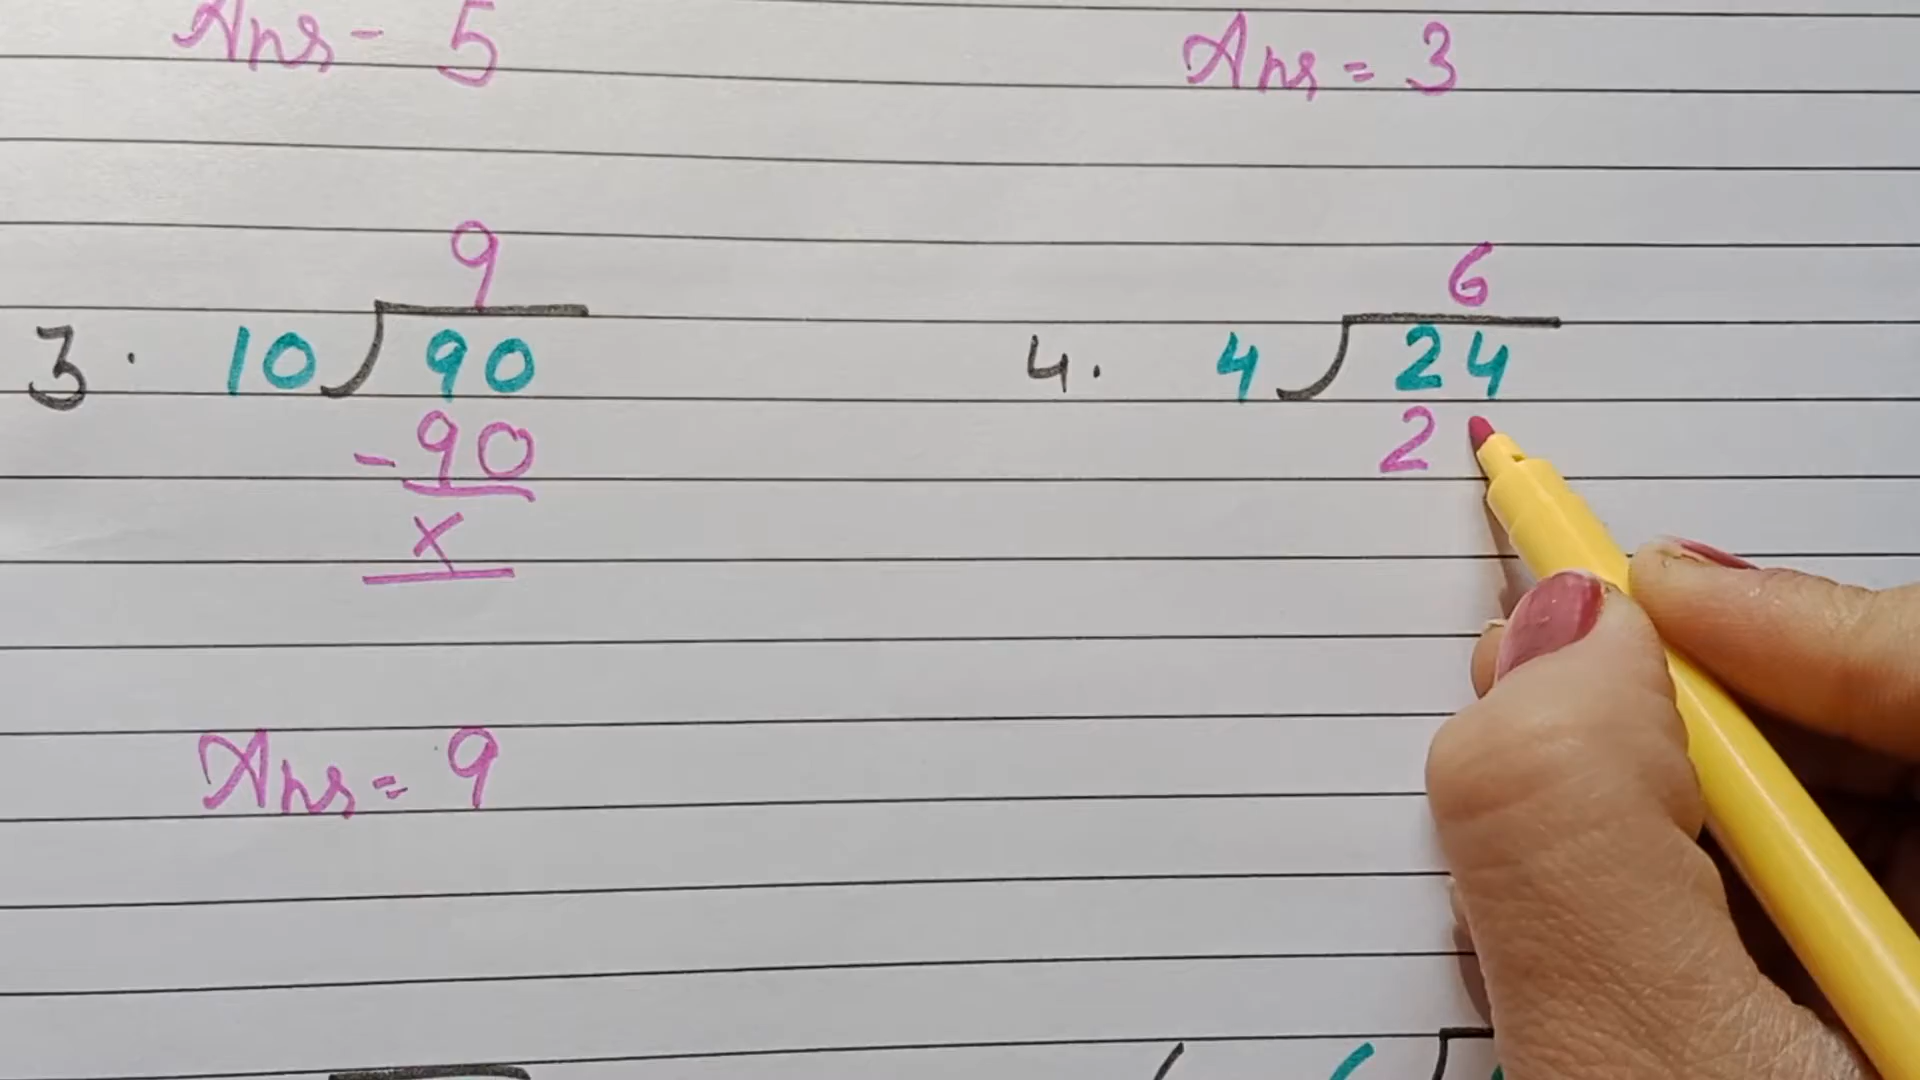 Ans - 5
Ans = 3
9
3. 10 90
- 90
x
Ans = 9
6
4. 4 24
2